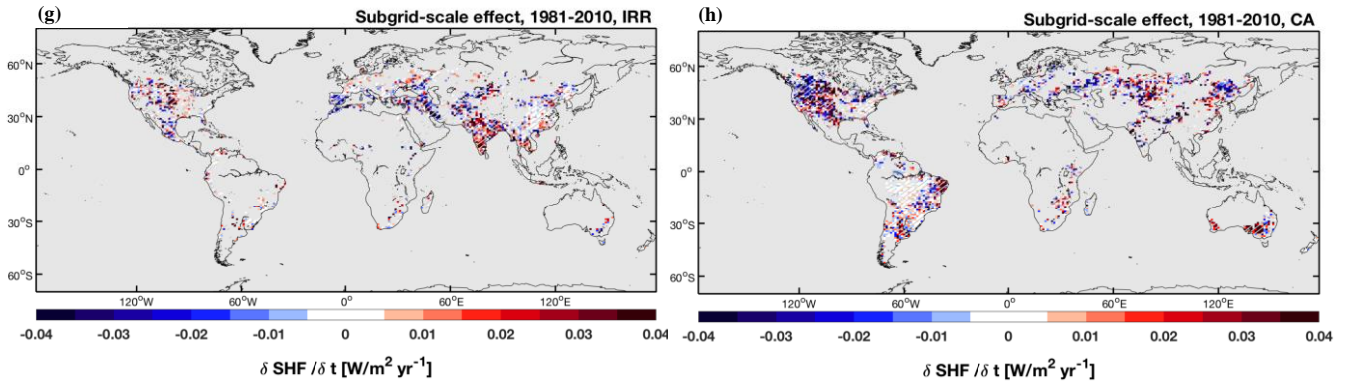 (g) Subgrid-scale effect, 1981-2010, IRR
60°N
30°N
0°
30°S
60°S
120°W 60°W 0° 60°E 120°E
-0.04 -0.03 -0.02 -0.01 0 0.01 0.02 0.03 0.04
δ SHF /δ t [W/m² yr⁻¹]
(h) Subgrid-scale effect, 1981-2010, CA
60°N
30°N
0°
30°S
60°S
120°W 60°W 0° 60°E 120°E
-0.04 -0.03 -0.02 -0.01 0 0.01 0.02 0.03 0.04
δ SHF /δ t [W/m² yr⁻¹]